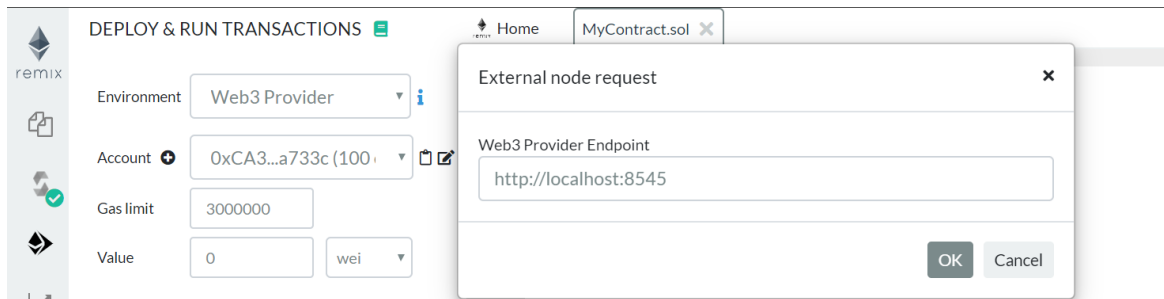 DEPLOY & RUN TRANSACTIONS
remix
Environment
Web3 Provider
i
Account
0xCA3...a733c (100
Gas limit
3000000
Value
0
wei
Home
MyContract.sol
External node request
Web3 Provider Endpoint
http://localhost:8545
OK
Cancel